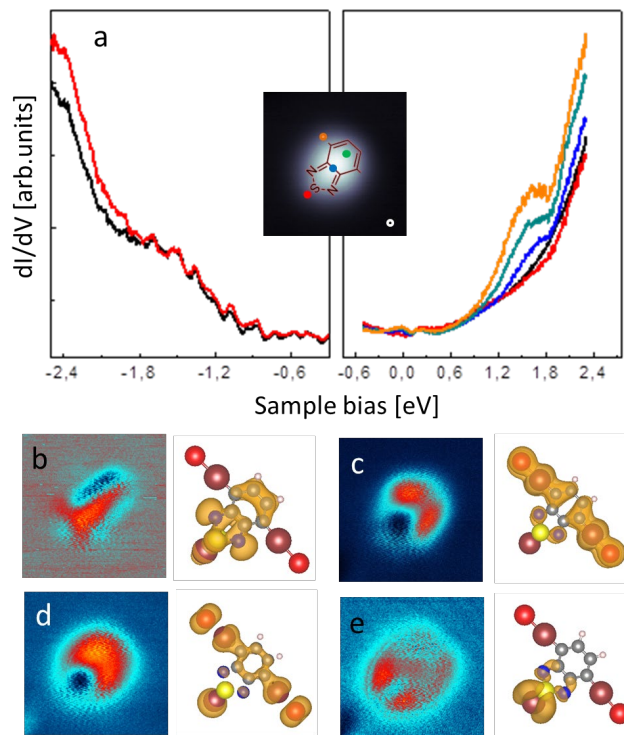 a
dI/dV [arb.units]
N
S
N
-2,4 -1,8 -1,2 -0,6 -0,6 0,0 0,6 1,2 1,8 2,4
Sample bias [eV]
b
c
d
e